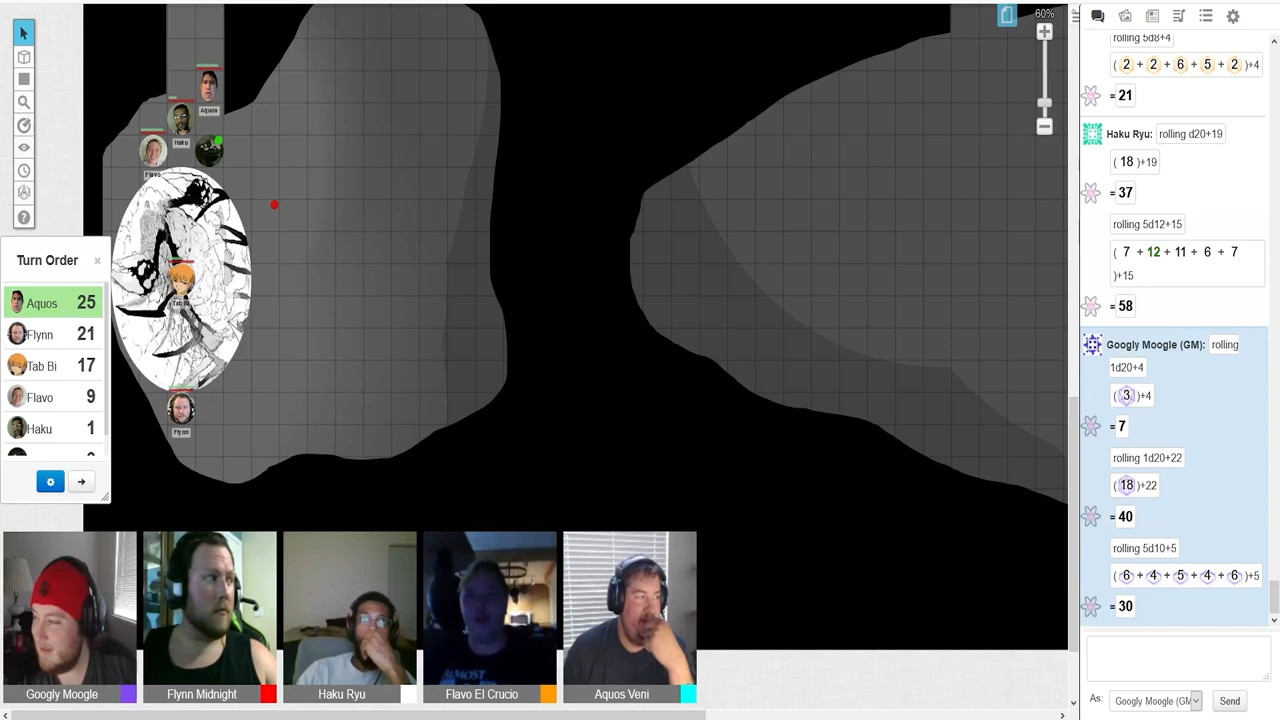 60%
rolling 5d8+4
( 2 + 2 + 6 + 5 + 2 )+4
= 21
Haku Ryu: rolling d20+19
( 18 )+19
= 37
rolling 5d12+15
( 7 + 12 + 11 + 6 + 7
)+15
= 58
Googly Moogle (GM): rolling
1d20+4
( 3 )+4
= 7
rolling 1d20+22
( 18 )+22
= 40
rolling 5d10+5
( 6 + 4 + 5 + 4 + 6 )+5
= 30
As: Googly Moogle (GM Send
Aquos
Haku
Flavo
Tab Bi
Flynn
Turn Order ×
Aquos 25
Flynn 21
Tab Bi 17
Flavo 9
Haku 1
ALMOST
Googly Moogle
Flynn Midnight
Haku Ryu
Flavo El Crucio
Aquos Veni